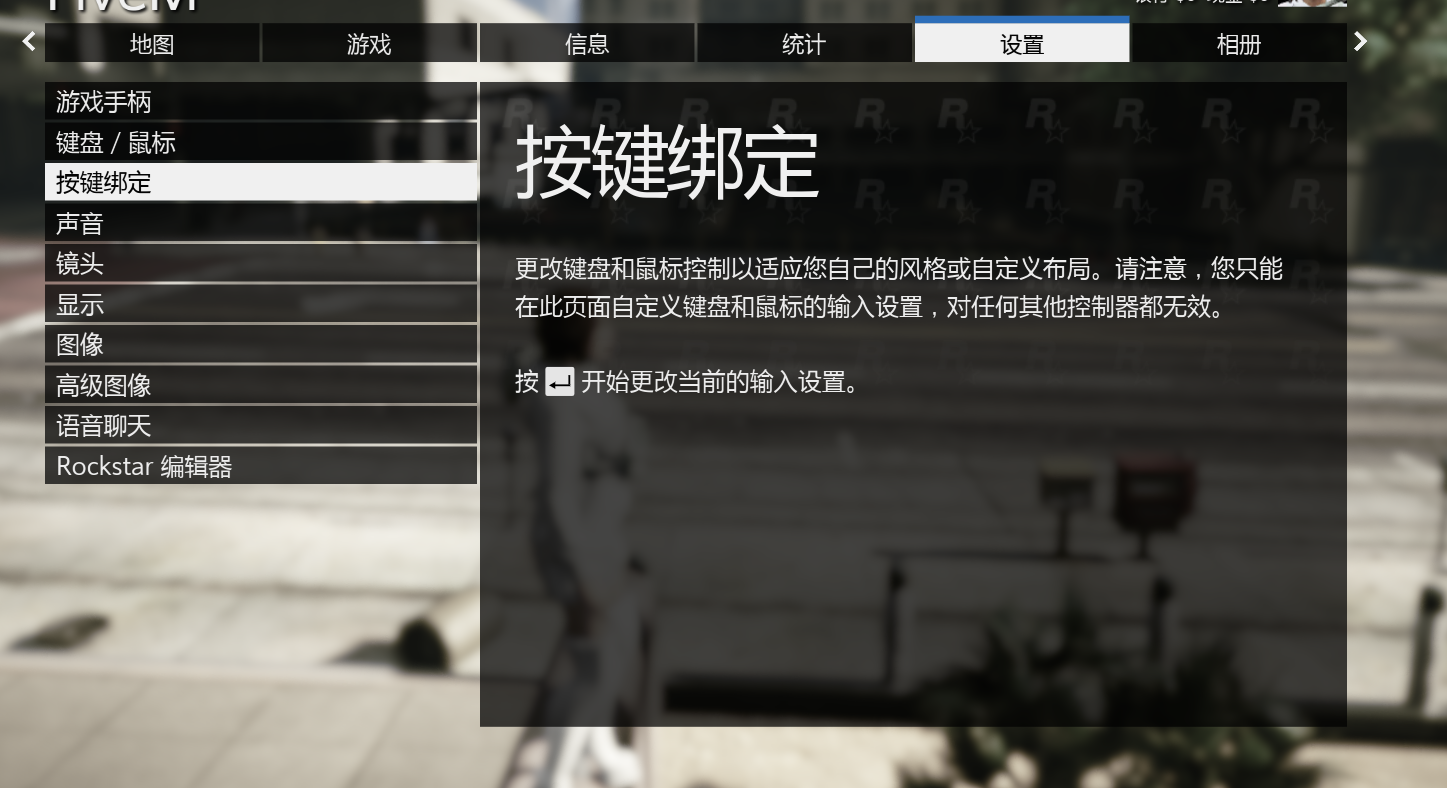 FiveM
地图
游戏
信息
统计
设置
相册
游戏手柄
键盘 / 鼠标
按键绑定
声音
镜头
显示
图像
高级图像
语音聊天
Rockstar 编辑器
按键绑定
更改键盘和鼠标控制以适应您自己的风格或自定义布局。请注意，您只能
在此页面自定义键盘和鼠标的输入设置，对任何其他控制器都无效。
按 开始更改当前的输入设置。